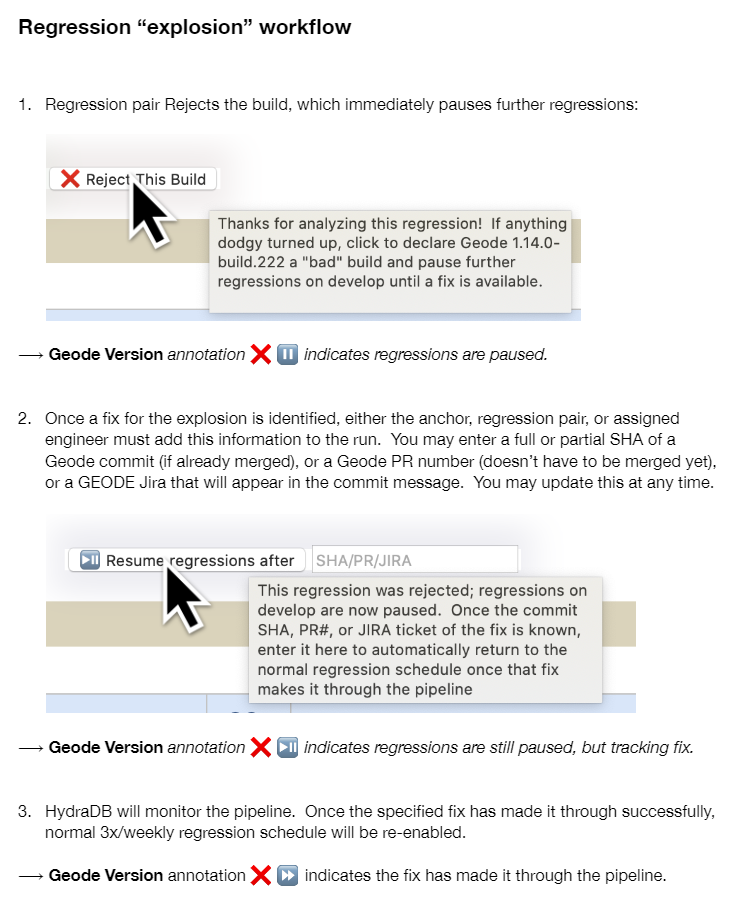 Regression “explosion” workflow
1. Regression pair Rejects the build, which immediately pauses further regressions:
❌ Reject This Build
Thanks for analyzing this regression!  If anything
dodgy turned up, click to declare Geode 1.14.0-
build.222 a "bad" build and pause further
regressions on develop until a fix is available.
⟶ Geode Version annotation ❌ ⏸ indicates regressions are paused.
2. Once a fix for the explosion is identified, either the anchor, regression pair, or assigned
engineer must add this information to the run.  You may enter a full or partial SHA of a
Geode commit (if already merged), or a Geode PR number (doesn’t have to be merged yet),
or a GEODE Jira that will appear in the commit message.  You may update this at any time.
⏯ Resume regressions after SHA/PR/JIRA
This regression was rejected; regressions on
develop are now paused.  Once the commit
SHA, PR#, or JIRA ticket of the fix is known,
enter it here to automatically return to the
normal regression schedule once that fix
makes it through the pipeline
⟶ Geode Version annotation ❌ ⏯ indicates regressions are still paused, but tracking fix.
3. HydraDB will monitor the pipeline.  Once the specified fix has made it through successfully,
normal 3x/weekly regression schedule will be re-enabled.
⟶ Geode Version annotation ❌ ⏩ indicates the fix has made it through the pipeline.